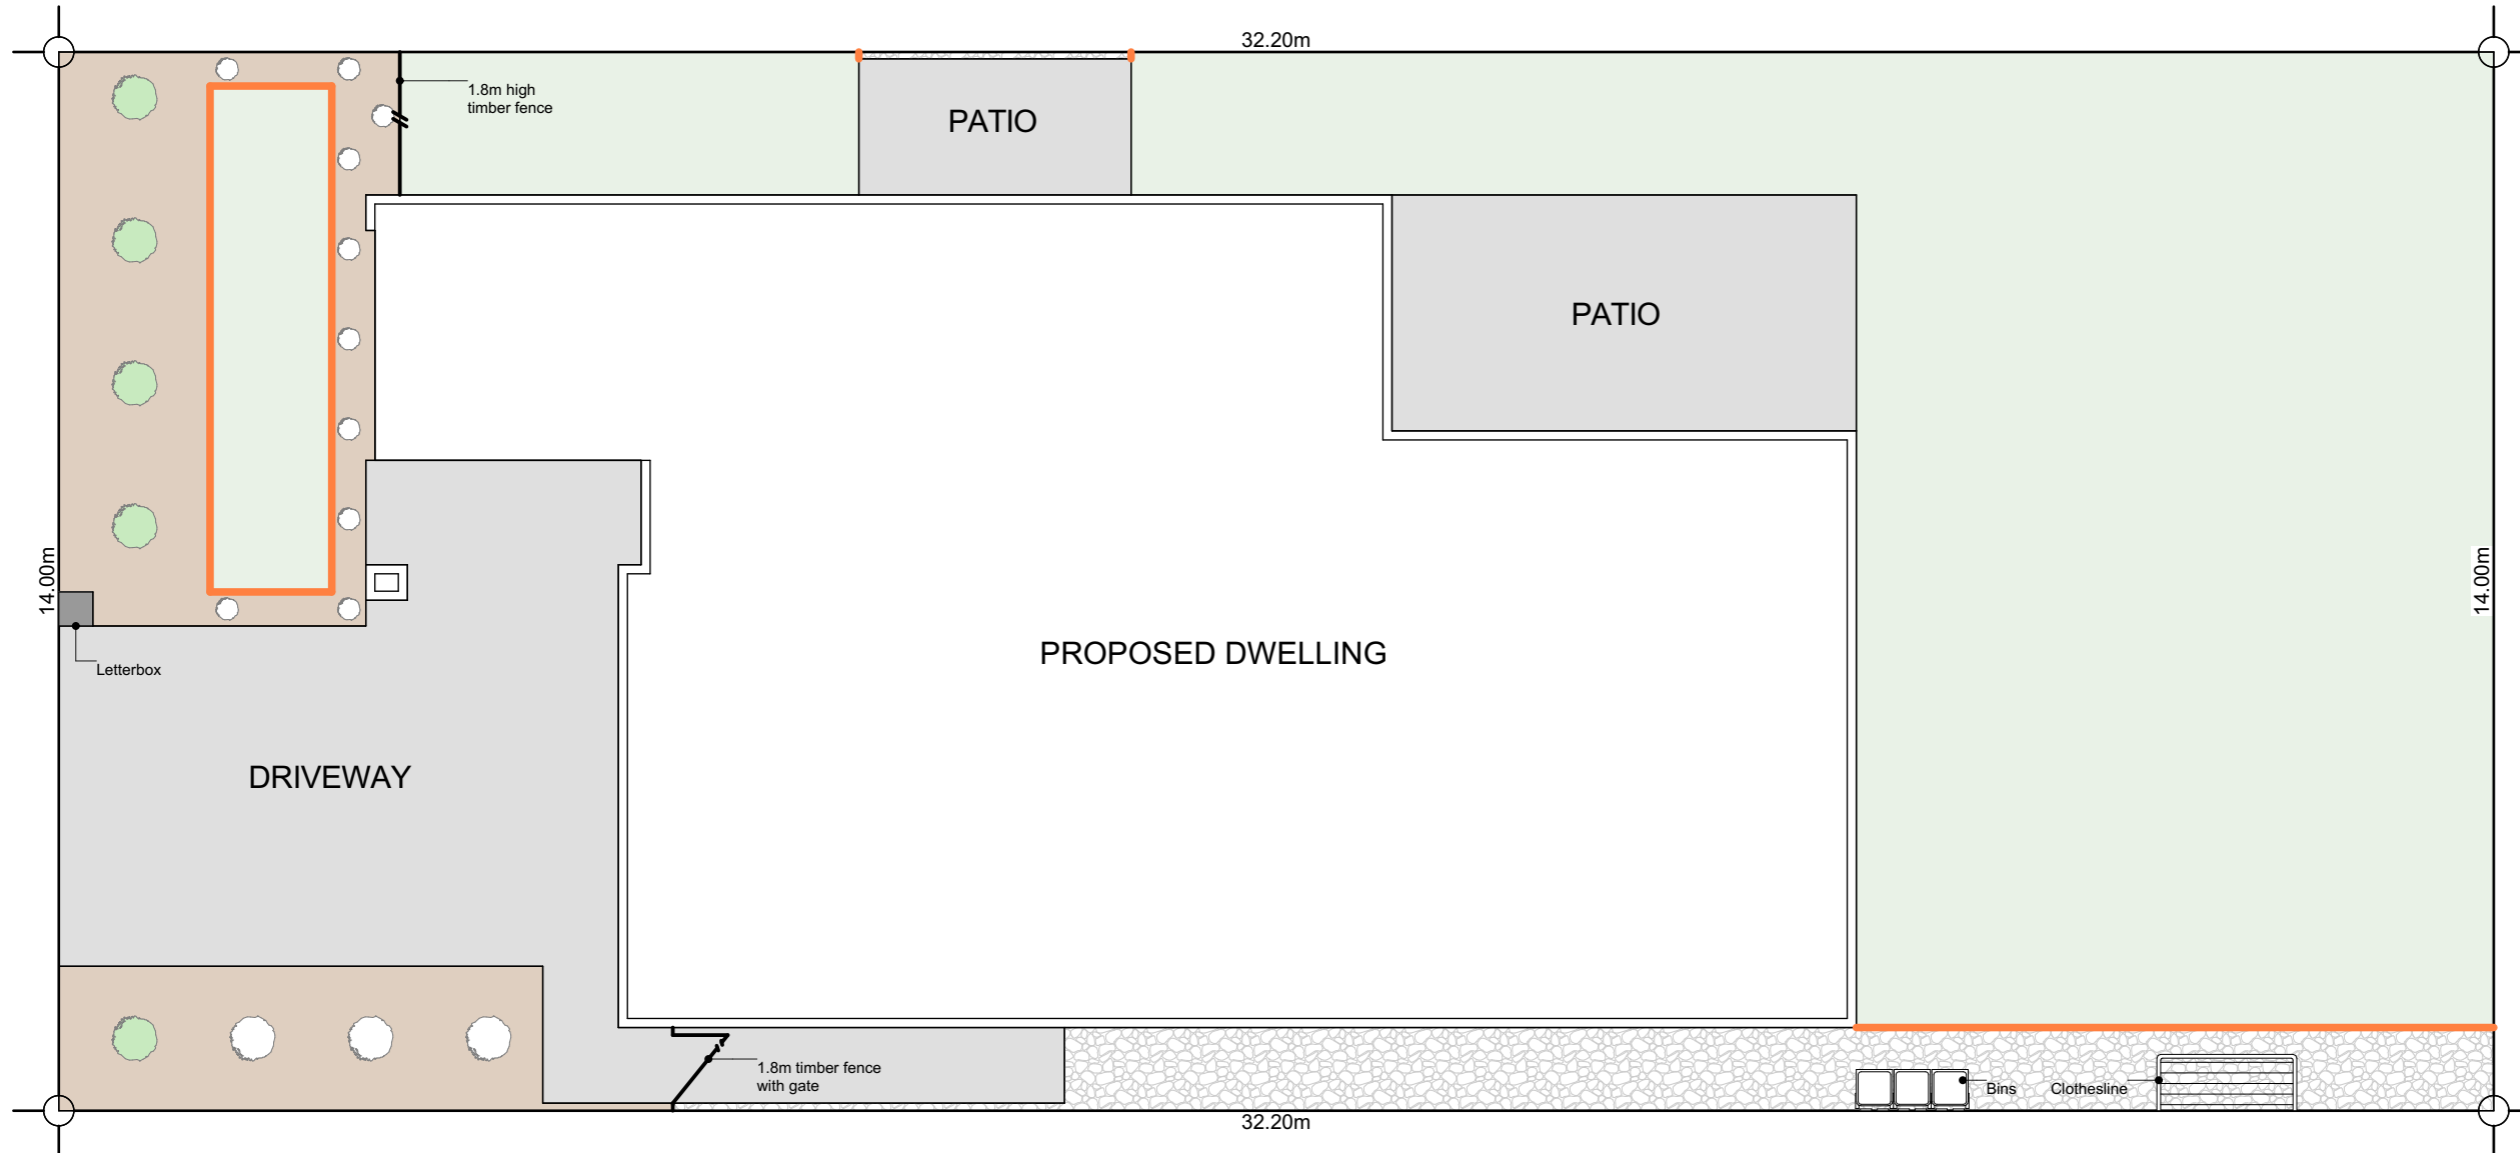 32.20m
1.8m high
timber fence
PATIO
PATIO
14.00m
14.00m
PROPOSED DWELLING
Letterbox
DRIVEWAY
1.8m timber fence
with gate
Bins
Clothesline
32.20m